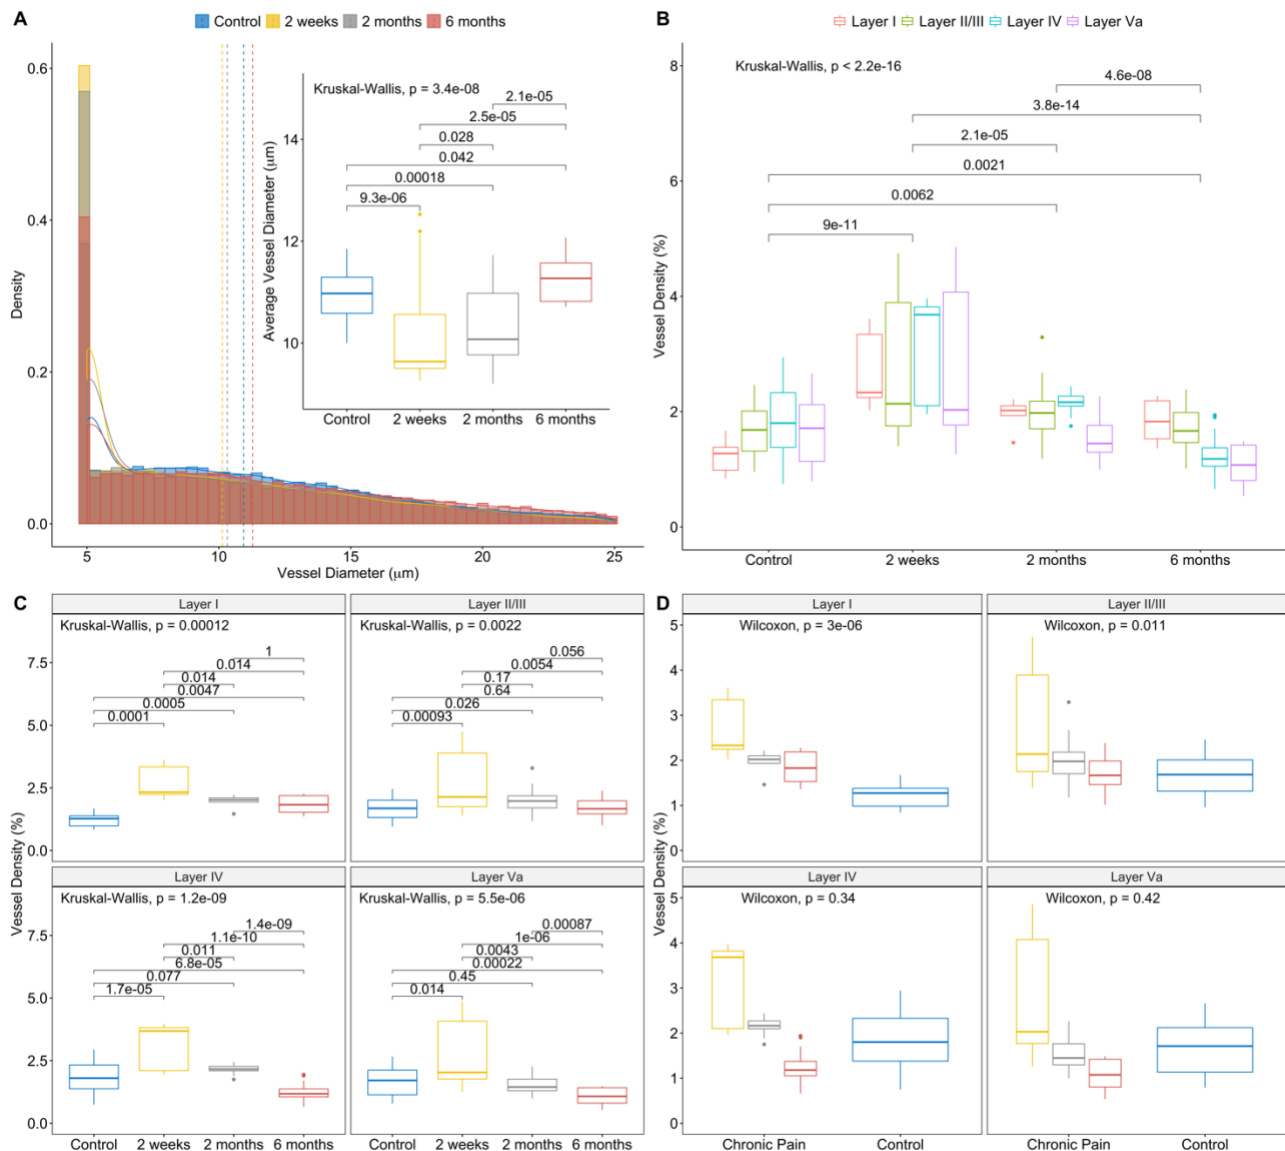 A
Control 2 weeks 2 months 6 months
Density
0.6
0.4
0.2
0.0
5 10 15 20 25
Vessel Diameter (μm)
Kruskal-Wallis, p = 3.4e-08
2.1e-05
2.5e-05
0.028
0.042
0.00018
9.3e-06
Average Vessel Diameter (μm)
14
12
10
Control 2 weeks 2 months 6 months
B
Layer I Layer II/III Layer IV Layer Va
Kruskal-Wallis, p < 2.2e-16
4.6e-08
3.8e-14
2.1e-05
0.0021
0.0062
9e-11
Vessel Density (%)
8
6
4
2
0
Control 2 weeks 2 months 6 months
C
Vessel Density (%)
Layer I
Kruskal-Wallis, p = 0.00012
1
0.014
0.014
0.0047
0.0005
0.0001
7.5
5.0
2.5
0.0
Layer II/III
Kruskal-Wallis, p = 0.0022
0.056
0.0054
0.17
0.64
0.026
0.00093
Layer IV
Kruskal-Wallis, p = 1.2e-09
1.4e-09
1.1e-10
0.011
6.8e-05
0.077
1.7e-05
7.5
5.0
2.5
0.0
Control 2 weeks 2 months 6 months
Layer Va
Kruskal-Wallis, p = 5.5e-06
0.00087
1e-06
0.0043
0.00022
0.45
0.014
Control 2 weeks 2 months 6 months
D
Vessel Density (%)
Layer I
Wilcoxon, p = 3e-06
5
4
3
2
1
0
Layer II/III
Wilcoxon, p = 0.011
Layer IV
Wilcoxon, p = 0.34
5
4
3
2
1
0
Chronic Pain Control
Layer Va
Wilcoxon, p = 0.42
Chronic Pain Control